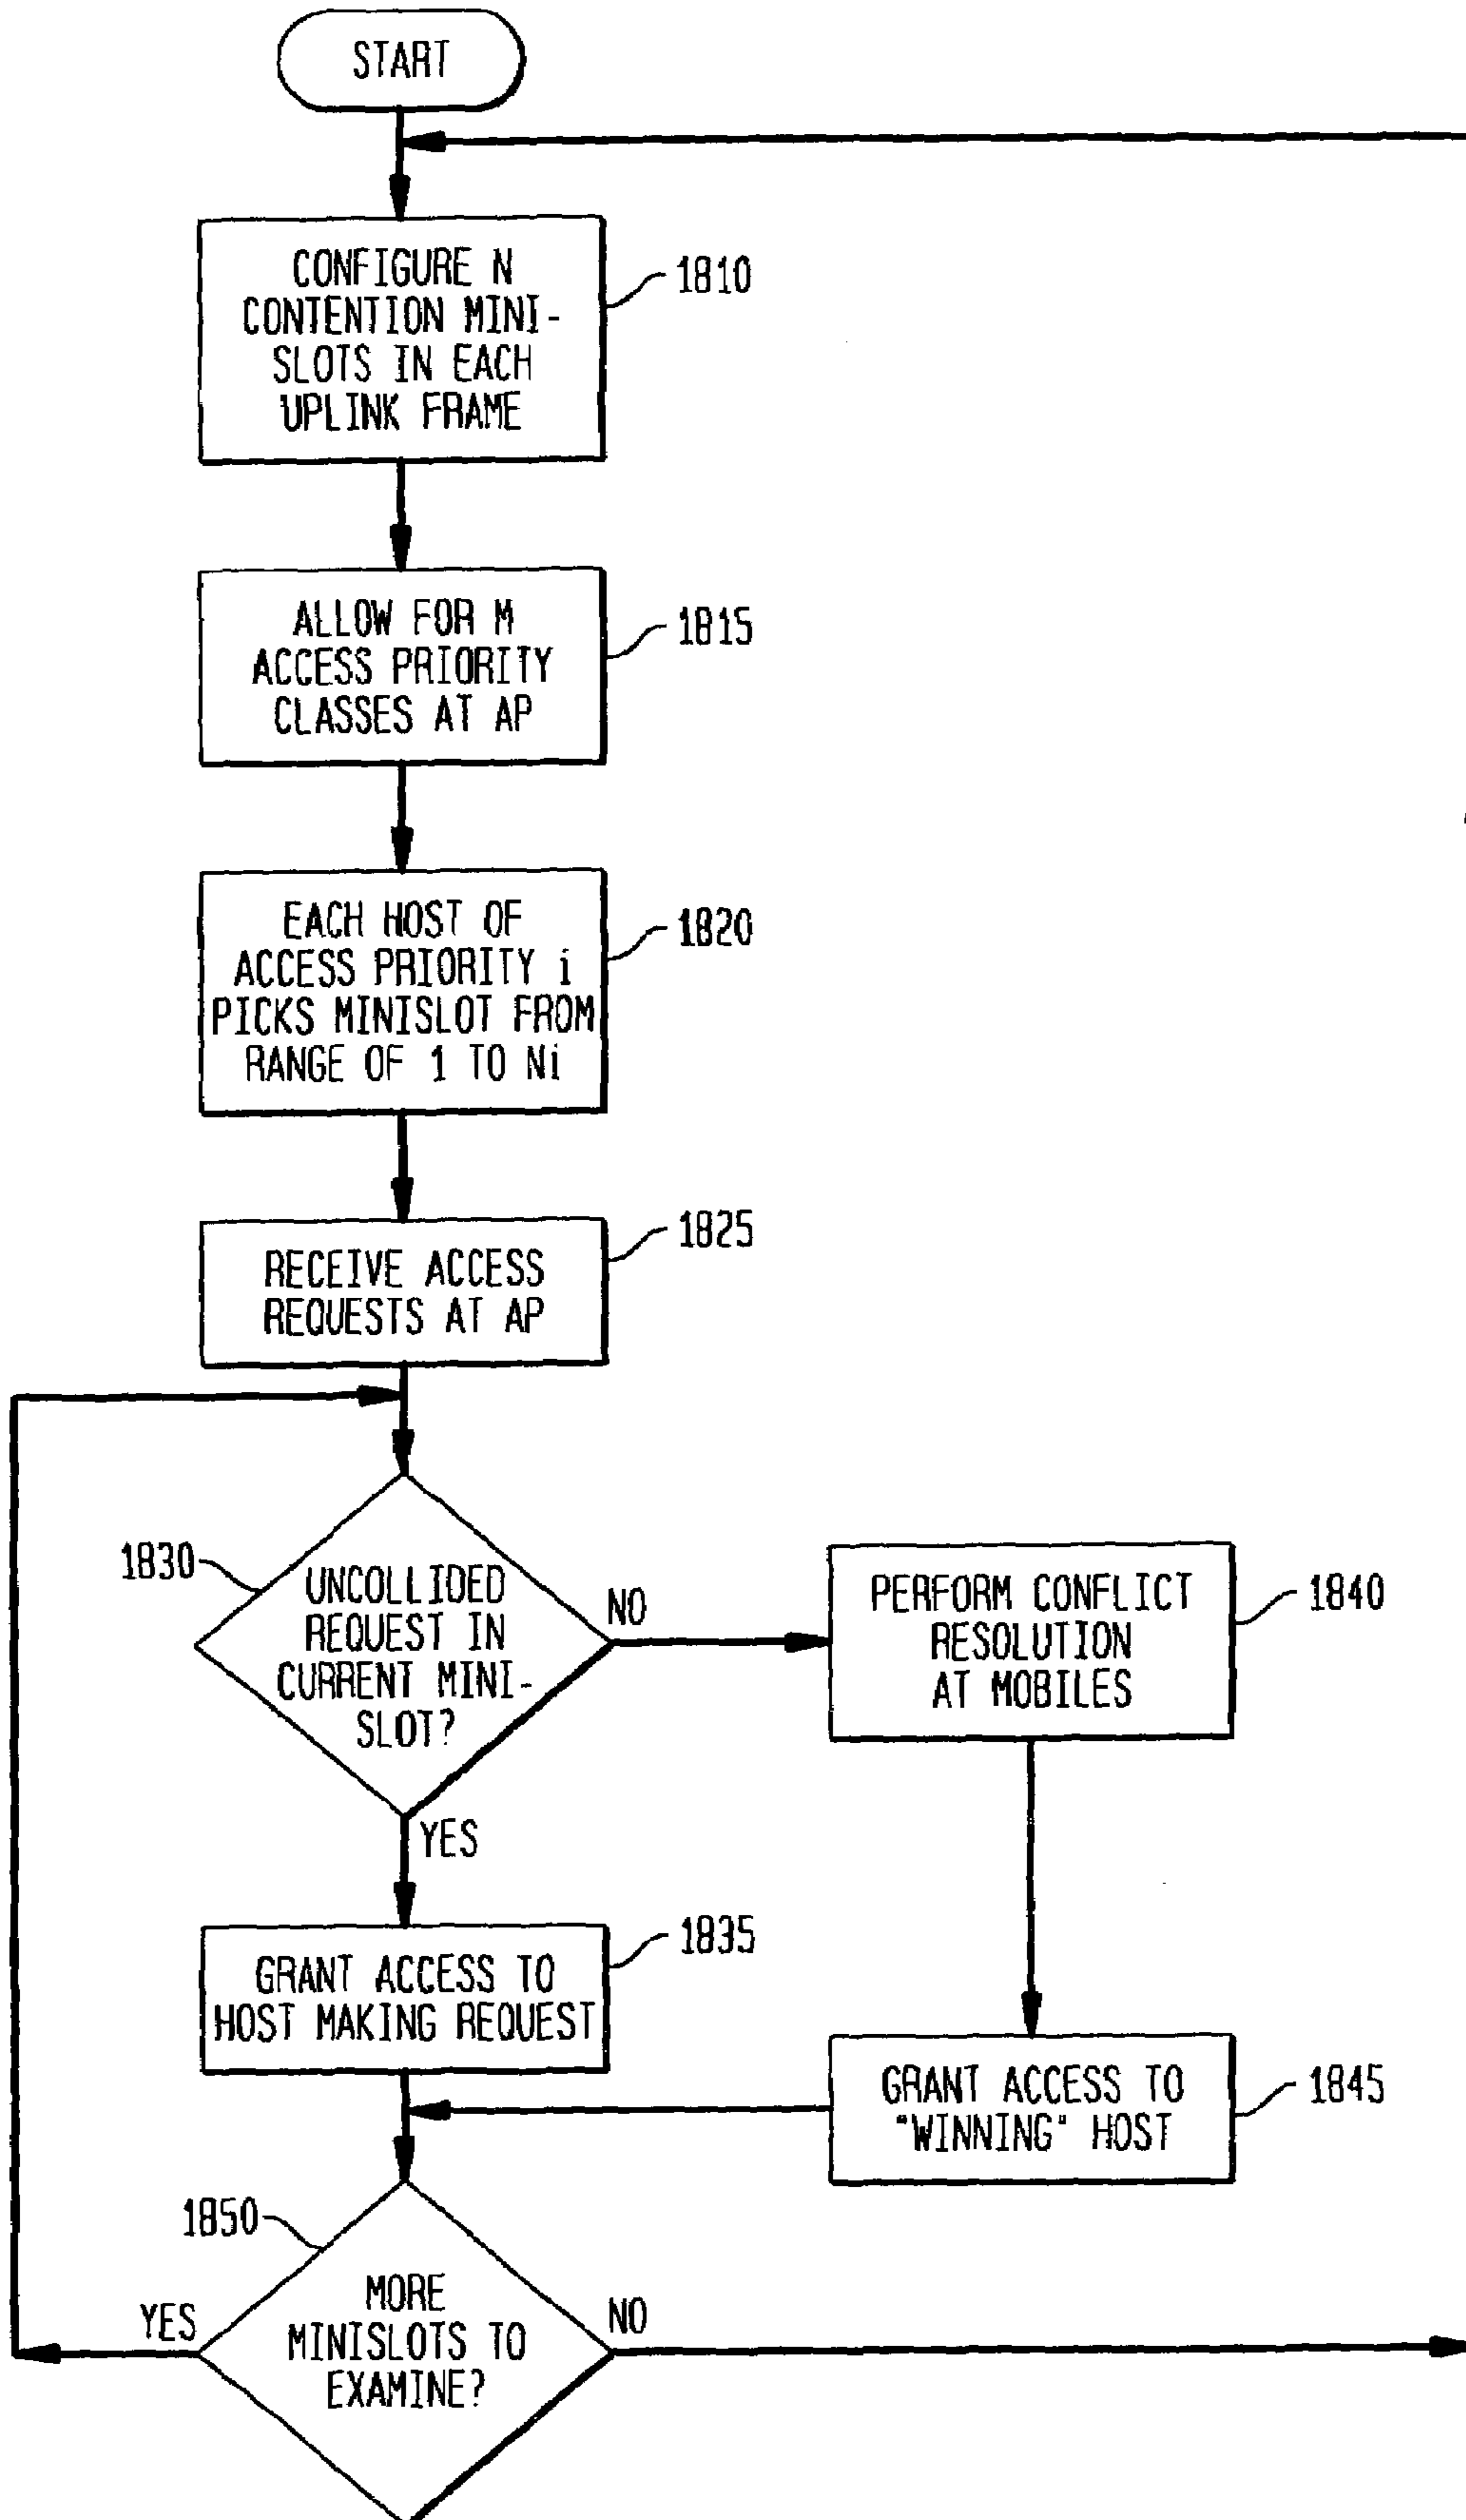 START
CONFIGURE N
CONTENTION MINI-
SLOTS IN EACH
UPLINK FRAME
1810
ALLOW FOR M
ACCESS PRIORITY
CLASSES AT AP
1815
EACH HOST OF
ACCESS PRIORITY i
PICKS MINISLOT FROM
RANGE OF 1 TO Ni
1820
RECEIVE ACCESS
REQUESTS AT AP
1825
1830
UNCOLLIDED
REQUEST IN
CURRENT MINI-
SLOT?
NO
YES
PERFORM CONFLICT
RESOLUTION
AT MOBILES
1840
GRANT ACCESS TO
HOST MAKING REQUEST
1835
GRANT ACCESS TO
"WINNING" HOST
1845
1850
MORE
MINISLOTS TO
EXAMINE?
YES
NO